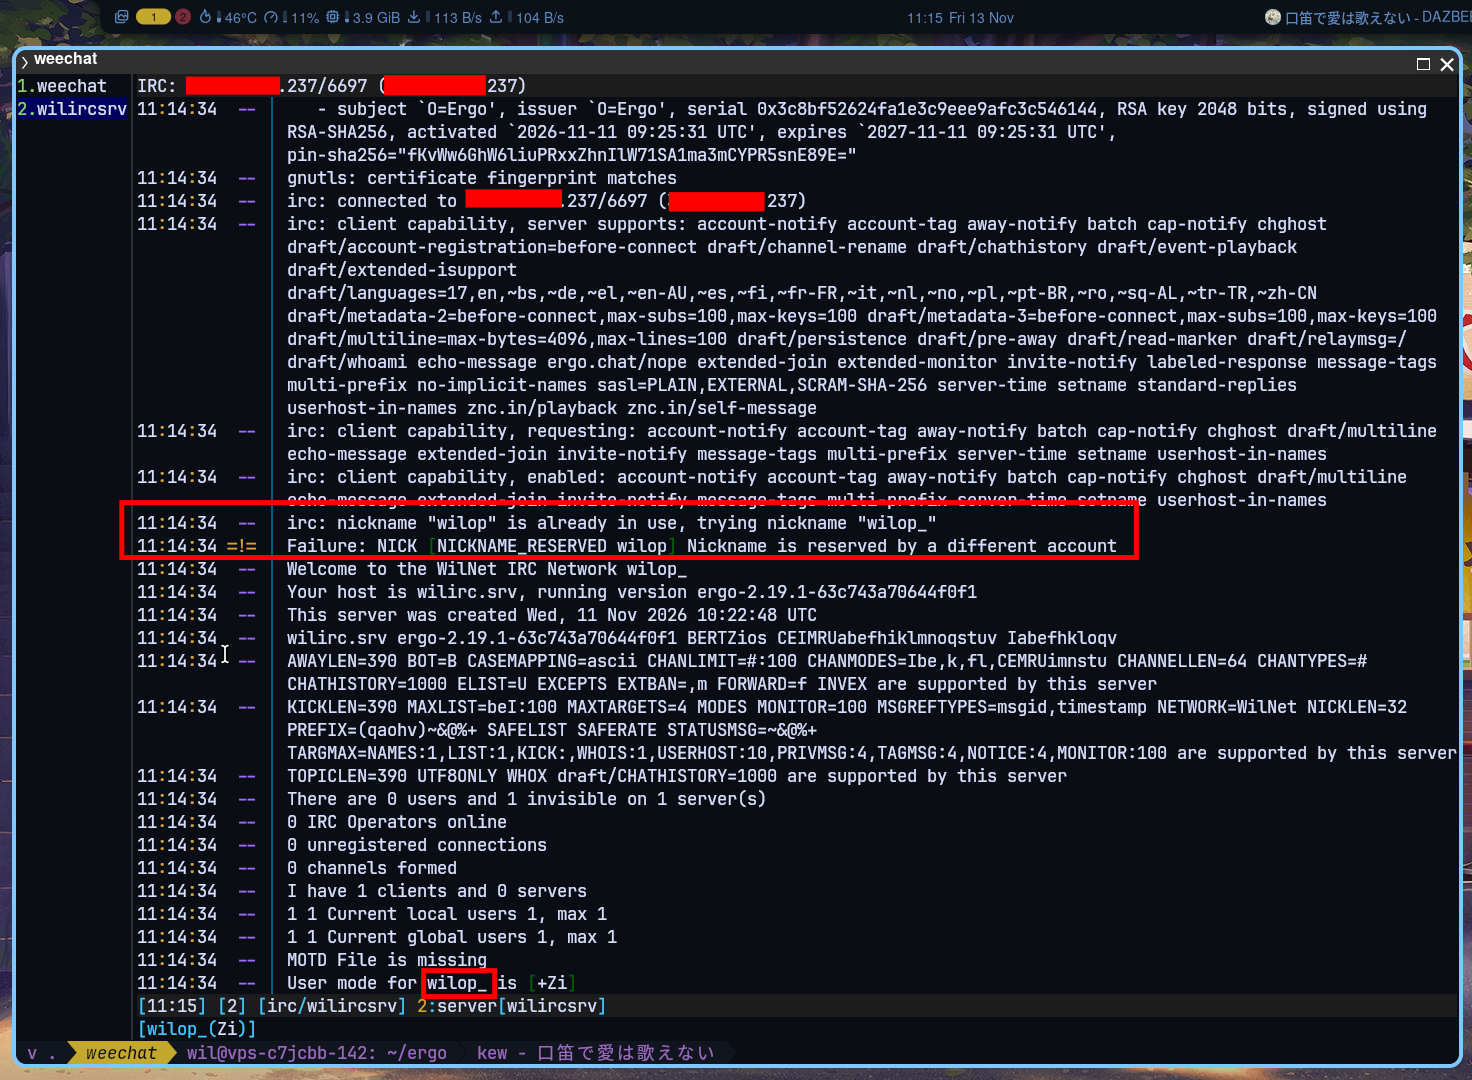 1 2 46°C 11% 3.9 GiB 113 B/s 104 B/s 11:15 Fri 13 Nov 口笛で愛は歌えない - DAZBEE
weechat
1.weechat
2.wilircsrv
IRC: .237/6697 ( 237)
11:14:34 -- - subject `O=Ergo', issuer `O=Ergo', serial 0x3c8bf52624fa1e3c9eee9afc3c546144, RSA key 2048 bits, signed using
RSA-SHA256, activated `2026-11-11 09:25:31 UTC', expires `2027-11-11 09:25:31 UTC',
pin-sha256="fKvWw6GhW6liuPRxxZhnIlW71SA1ma3mCYPR5snE89E="
11:14:34 -- gnutls: certificate fingerprint matches
11:14:34 -- irc: connected to .237/6697 ( 237)
11:14:34 -- irc: client capability, server supports: account-notify account-tag away-notify batch cap-notify chghost
draft/account-registration=before-connect draft/channel-rename draft/chathistory draft/event-playback
draft/extended-isupport
draft/languages=17,en,~bs,~de,~el,~en-AU,~es,~fi,~fr-FR,~it,~nl,~no,~pl,~pt-BR,~ro,~sq-AL,~tr-TR,~zh-CN
draft/metadata-2=before-connect,max-subs=100,max-keys=100 draft/metadata-3=before-connect,max-subs=100,max-keys=100
draft/multiline=max-bytes=4096,max-lines=100 draft/persistence draft/pre-away draft/read-marker draft/relaymsg=/
draft/whoami echo-message ergo.chat/nope extended-join extended-monitor invite-notify labeled-response message-tags
multi-prefix no-implicit-names sasl=PLAIN,EXTERNAL,SCRAM-SHA-256 server-time setname standard-replies
userhost-in-names znc.in/playback znc.in/self-message
11:14:34 -- irc: client capability, requesting: account-notify account-tag away-notify batch cap-notify chghost draft/multiline
echo-message extended-join invite-notify message-tags multi-prefix server-time setname userhost-in-names
11:14:34 -- irc: client capability, enabled: account-notify account-tag away-notify batch cap-notify chghost draft/multiline
echo-message extended-join invite-notify message-tags multi-prefix server-time setname userhost-in-names
11:14:34 -- irc: nickname "wilop" is already in use, trying nickname "wilop_"
11:14:34 =!= Failure: NICK [NICKNAME_RESERVED wilop] Nickname is reserved by a different account
11:14:34 -- Welcome to the WilNet IRC Network wilop_
11:14:34 -- Your host is wilirc.srv, running version ergo-2.19.1-63c743a70644f0f1
11:14:34 -- This server was created Wed, 11 Nov 2026 10:22:48 UTC
11:14:34 -- wilirc.srv ergo-2.19.1-63c743a70644f0f1 BERTZios CEIMRUabefhiklmnoqstuv Iabefhkloqv
11:14:34 -- AWAYLEN=390 BOT=B CASEMAPPING=ascii CHANLIMIT=#:100 CHANMODES=Ibe,k,fl,CEMRUimnstu CHANNELLEN=64 CHANTYPES=#
CHATHISTORY=1000 ELIST=U EXCEPTS EXTBAN=,m FORWARD=f INVEX are supported by this server
11:14:34 -- KICKLEN=390 MAXLIST=beI:100 MAXTARGETS=4 MODES MONITOR=100 MSGREFTYPES=msgid,timestamp NETWORK=WilNet NICKLEN=32
PREFIX=(qaohv)~&@%+ SAFELIST SAFERATE STATUSMSG=~&@%+
TARGMAX=NAMES:1,LIST:1,KICK:,WHOIS:1,USERHOST:10,PRIVMSG:4,TAGMSG:4,NOTICE:4,MONITOR:100 are supported by this server
11:14:34 -- TOPICLEN=390 UTF8ONLY WHOX draft/CHATHISTORY=1000 are supported by this server
11:14:34 -- There are 0 users and 1 invisible on 1 server(s)
11:14:34 -- 0 IRC Operators online
11:14:34 -- 0 unregistered connections
11:14:34 -- 0 channels formed
11:14:34 -- I have 1 clients and 0 servers
11:14:34 -- 1 1 Current local users 1, max 1
11:14:34 -- 1 1 Current global users 1, max 1
11:14:34 -- MOTD File is missing
11:14:34 -- User mode for wilop_ is [+Zi]
[11:15] [2] [irc/wilircsrv] 2:server[wilircsrv]
[wilop_(Zi)]
v . weechat wil@vps-c7jcbb-142: ~/ergo kew - 口笛で愛は歌えない